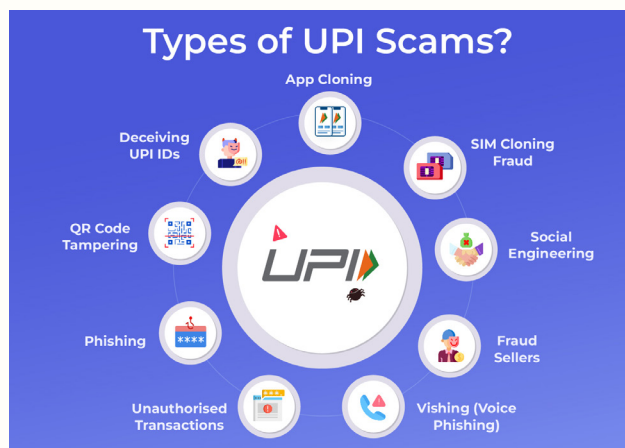 Types of UPI Scams?
App Cloning
SIM Cloning
Fraud
Social
Engineering
Fraud
Sellers
Vishing (Voice
Phishing)
Unauthorised
Transactions
Phishing
****
QR Code
Tampering
Deceiving
UPI IDs
UPI